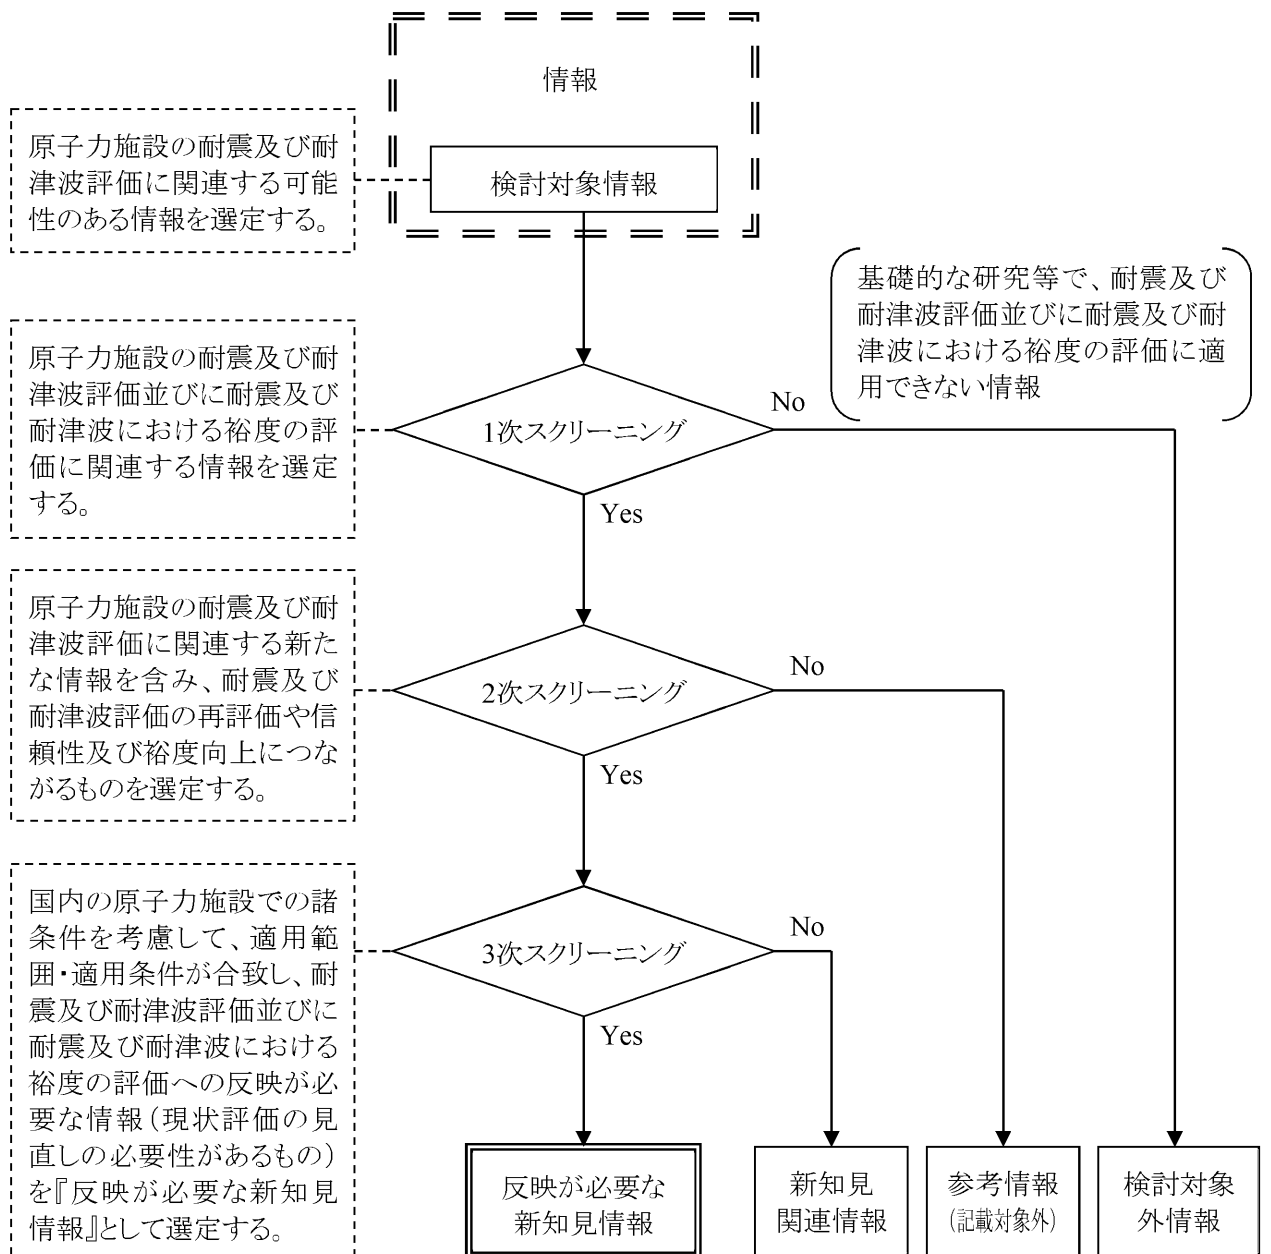 情報
検討対象情報
原子力施設の耐震及び耐
津波評価に関連する可能
性のある情報を選定する。
基礎的な研究等で、耐震及び
耐津波評価並びに耐震及び耐
津波における裕度の評価に適
用できない情報
原子力施設の耐震及び耐
津波評価並びに耐震及び
耐津波における裕度の評
価に関連する情報を選定
する。
1次スクリーニング
No
Yes
原子力施設の耐震及び耐
津波評価に関連する新た
な情報を含み、耐震及び
耐津波評価の再評価や信
頼性及び裕度向上につな
がるものを選定する。
2次スクリーニング
No
Yes
国内の原子力施設での諸
条件を考慮して、適用範
囲・適用条件が合致し、耐
震及び耐津波評価並びに
耐震及び耐津波における
裕度の評価への反映が必
要な情報(現状評価の見
直しの必要性があるもの)
を『反映が必要な新知見
情報』として選定する。
3次スクリーニング
No
Yes
反映が必要な
新知見情報
新知見
関連情報
参考情報
(記載対象外)
検討対象
外情報